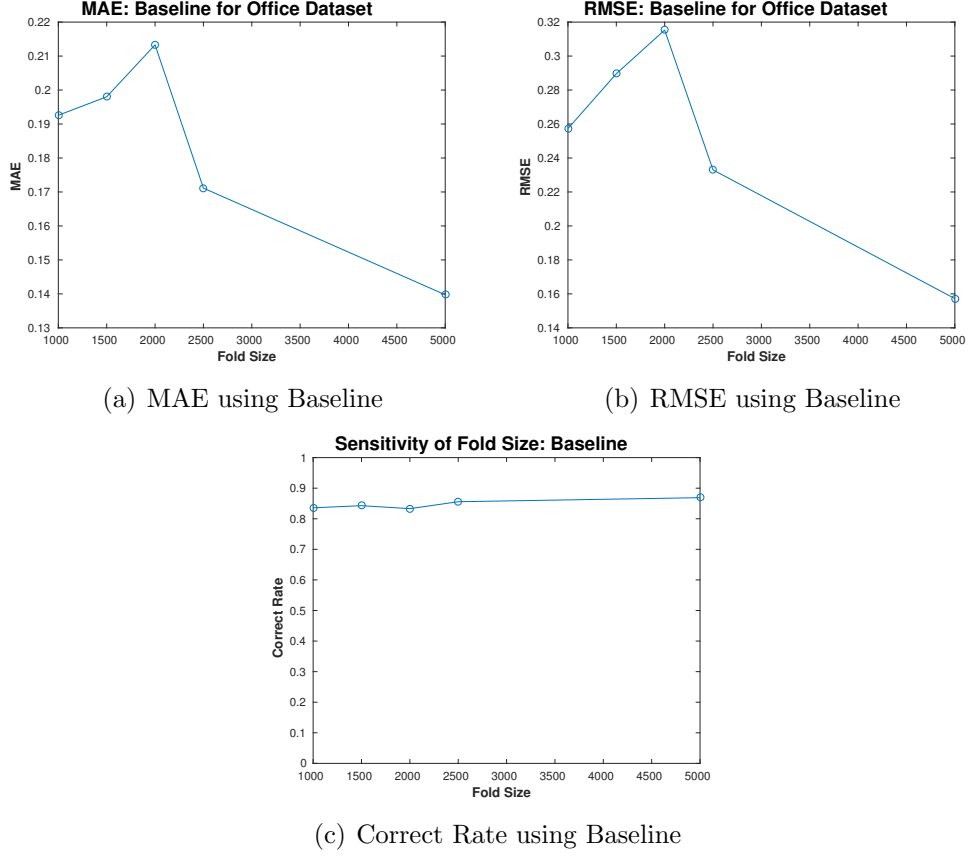 MAE: Baseline for Office Dataset
0.22
0.21
0.2
0.19
0.18
0.17
0.16
0.15
0.14
0.13
MAE
1000 1500 2000 2500 3000 3500 4000 4500 5000
Fold Size
(a) MAE using Baseline
RMSE: Baseline for Office Dataset
0.32
0.3
0.28
0.26
0.24
0.22
0.2
0.18
0.16
0.14
RMSE
1000 1500 2000 2500 3000 3500 4000 4500 5000
Fold Size
(b) RMSE using Baseline
Sensitivity of Fold Size: Baseline
1
0.9
0.8
0.7
0.6
0.5
0.4
0.3
0.2
0.1
0
Correct Rate
1000 1500 2000 2500 3000 3500 4000 4500 5000
Fold Size
(c) Correct Rate using Baseline